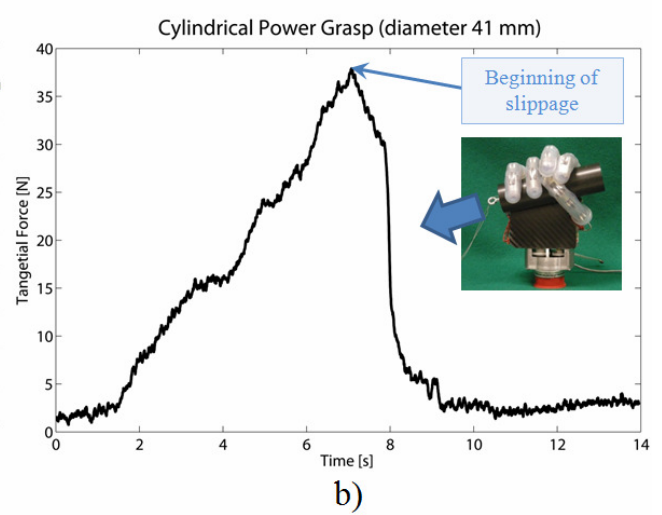 Cylindrical Power Grasp (diameter 41 mm)
40
35
30
25
20
15
10
5
0
Tangetial Force [N]
Beginning of
slippage
0 2 4 6 8 10 12 14
Time [s]
b)